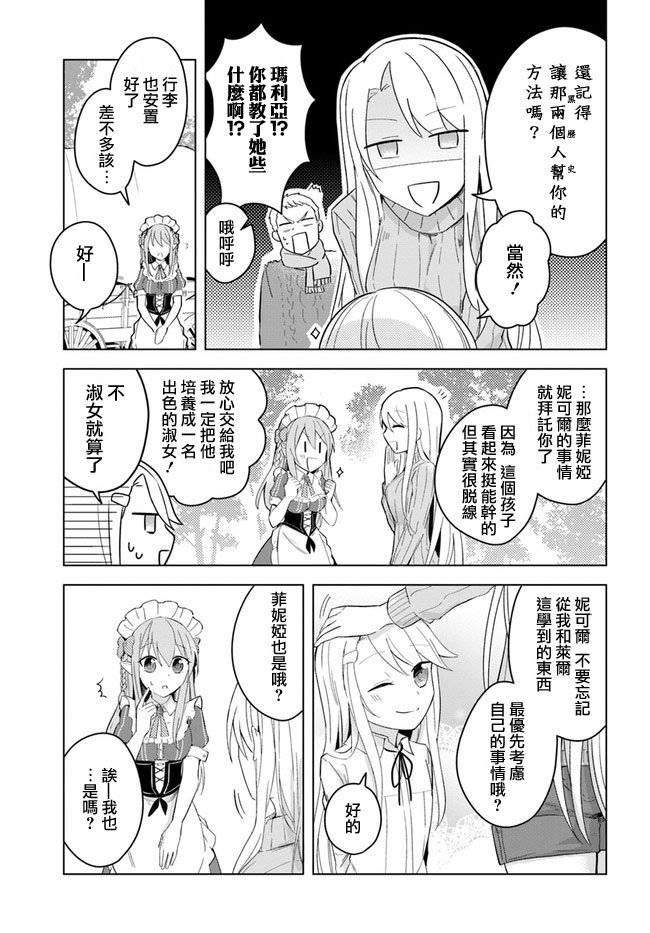 還記得
讓那兩個人幫你的
黑歷史
方法嗎？
當然！
瑪利亞!?
你都教了她些
什麼啊!?
哦呼呼
行李
也安置
好了
差不多該…
好—
…那麼菲妮婭
妮可爾的事情
就拜託你了
因為 這個孩子
看起來挺能幹的
但其實很脫線
放心交給我吧
我一定把他
培養成一名
出色的淑女！
不
淑女就算了
妮可爾 不要忘記
從我和萊爾
這學到的東西
最優先考慮
自己的事情哦？
好的
菲妮婭也是哦？
誒—我也
…是嗎？